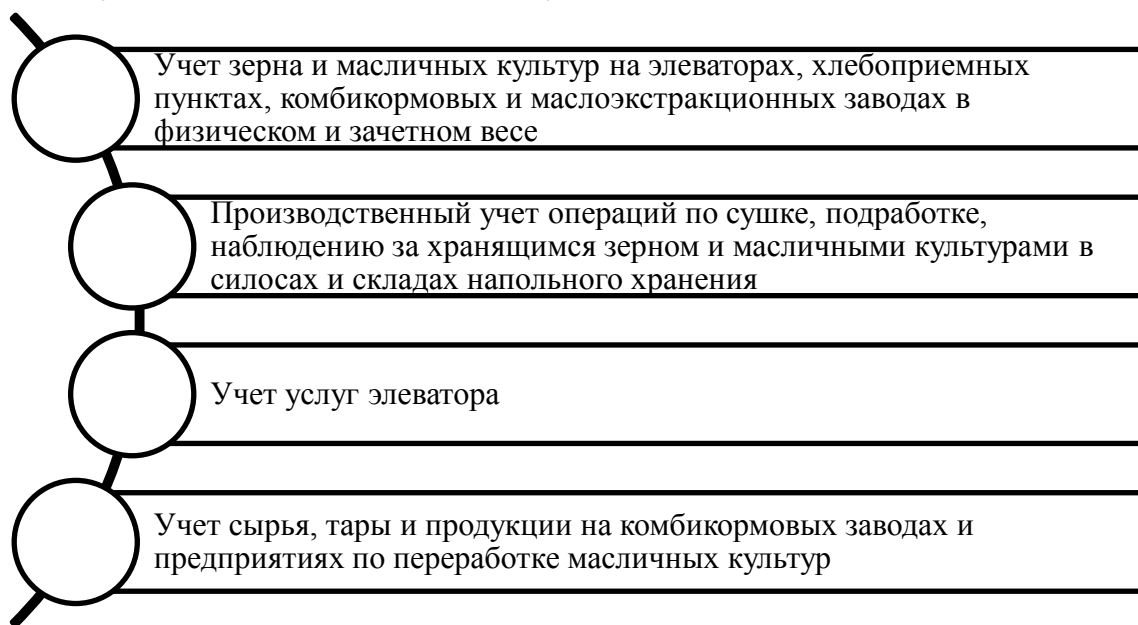 Учет зерна и масличных культур на элеваторах, хлебоприемных
пунктах, комбикормовых и маслоэкстракционных заводах в
физическом и зачетном весе
Производственный учет операций по сушке, подработке,
наблюдению за хранящимся зерном и масличными культурами в
силосах и складах напольного хранения
Учет услуг элеватора
Учет сырья, тары и продукции на комбикормовых заводах и
предприятиях по переработке масличных культур